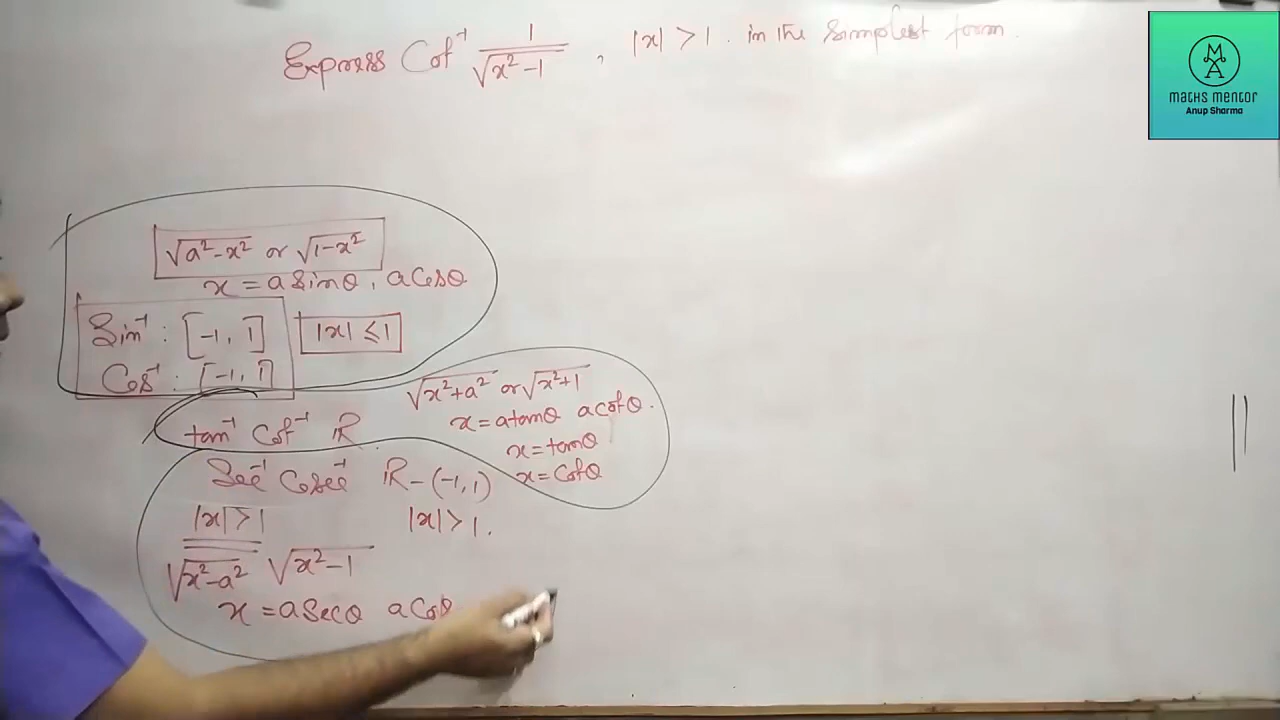 Express Cot⁻¹ 1/√(x²-1) , |x| > 1 . in the simplest form.
MA
maths mentor
Anup Sharma
√(a²-x²) or √(1-x²)
x = a Sinθ , a Cosθ
Sin⁻¹ : [-1, 1] |x| ≤ 1
Cos⁻¹ : [-1, 1]
√(x²+a²) or √(x²+1)
x = a tanθ a cotθ.
tan⁻¹ Cot⁻¹ ℝ
x = tanθ
x = Cotθ
Sec⁻¹ Cosec⁻¹ ℝ - (-1, 1)
|x| > 1 |x| > 1.
√(x²-a²) √(x²-1)
x = a Secθ a Cos